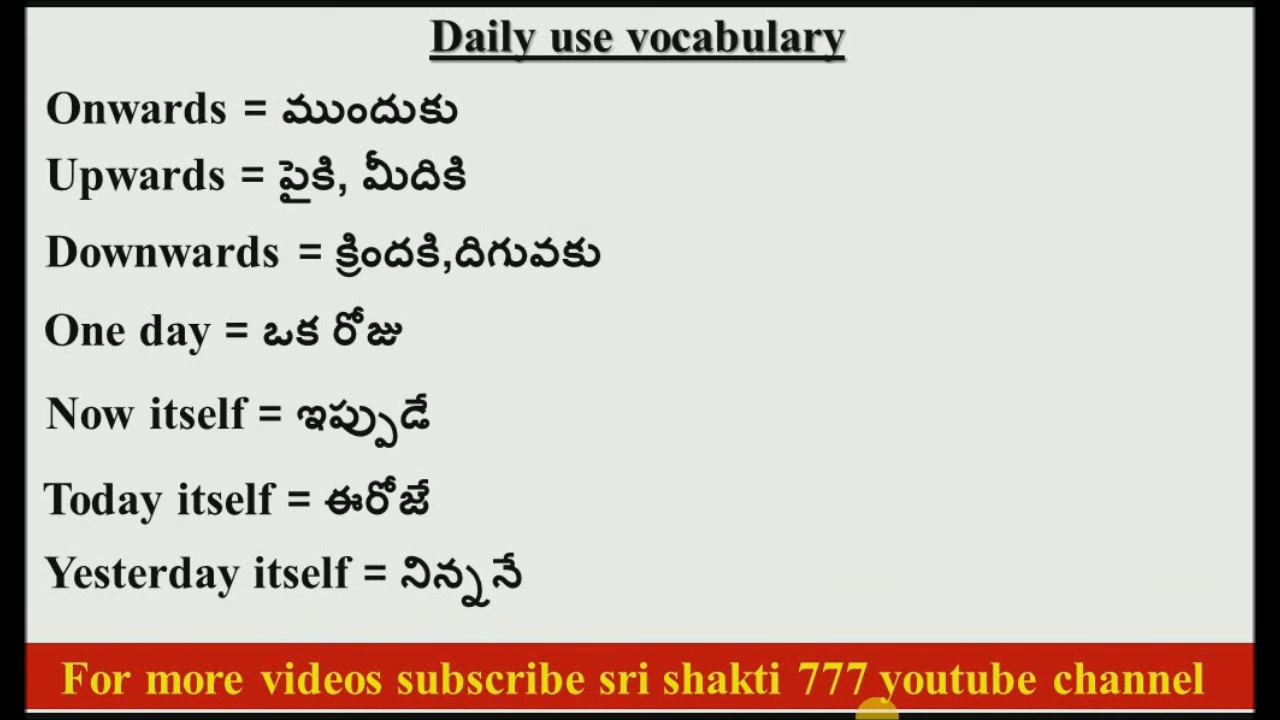 Daily use vocabulary
Onwards = ముందుకు
Upwards = పైకి, మీదికి
Downwards = క్రిందకి,దిగువకు
One day = ఒక రోజు
Now itself = ఇప్పుడే
Today itself = ఈరోజే
Yesterday itself = నిన్ననే
For more videos subscribe sri shakti 777 youtube channel